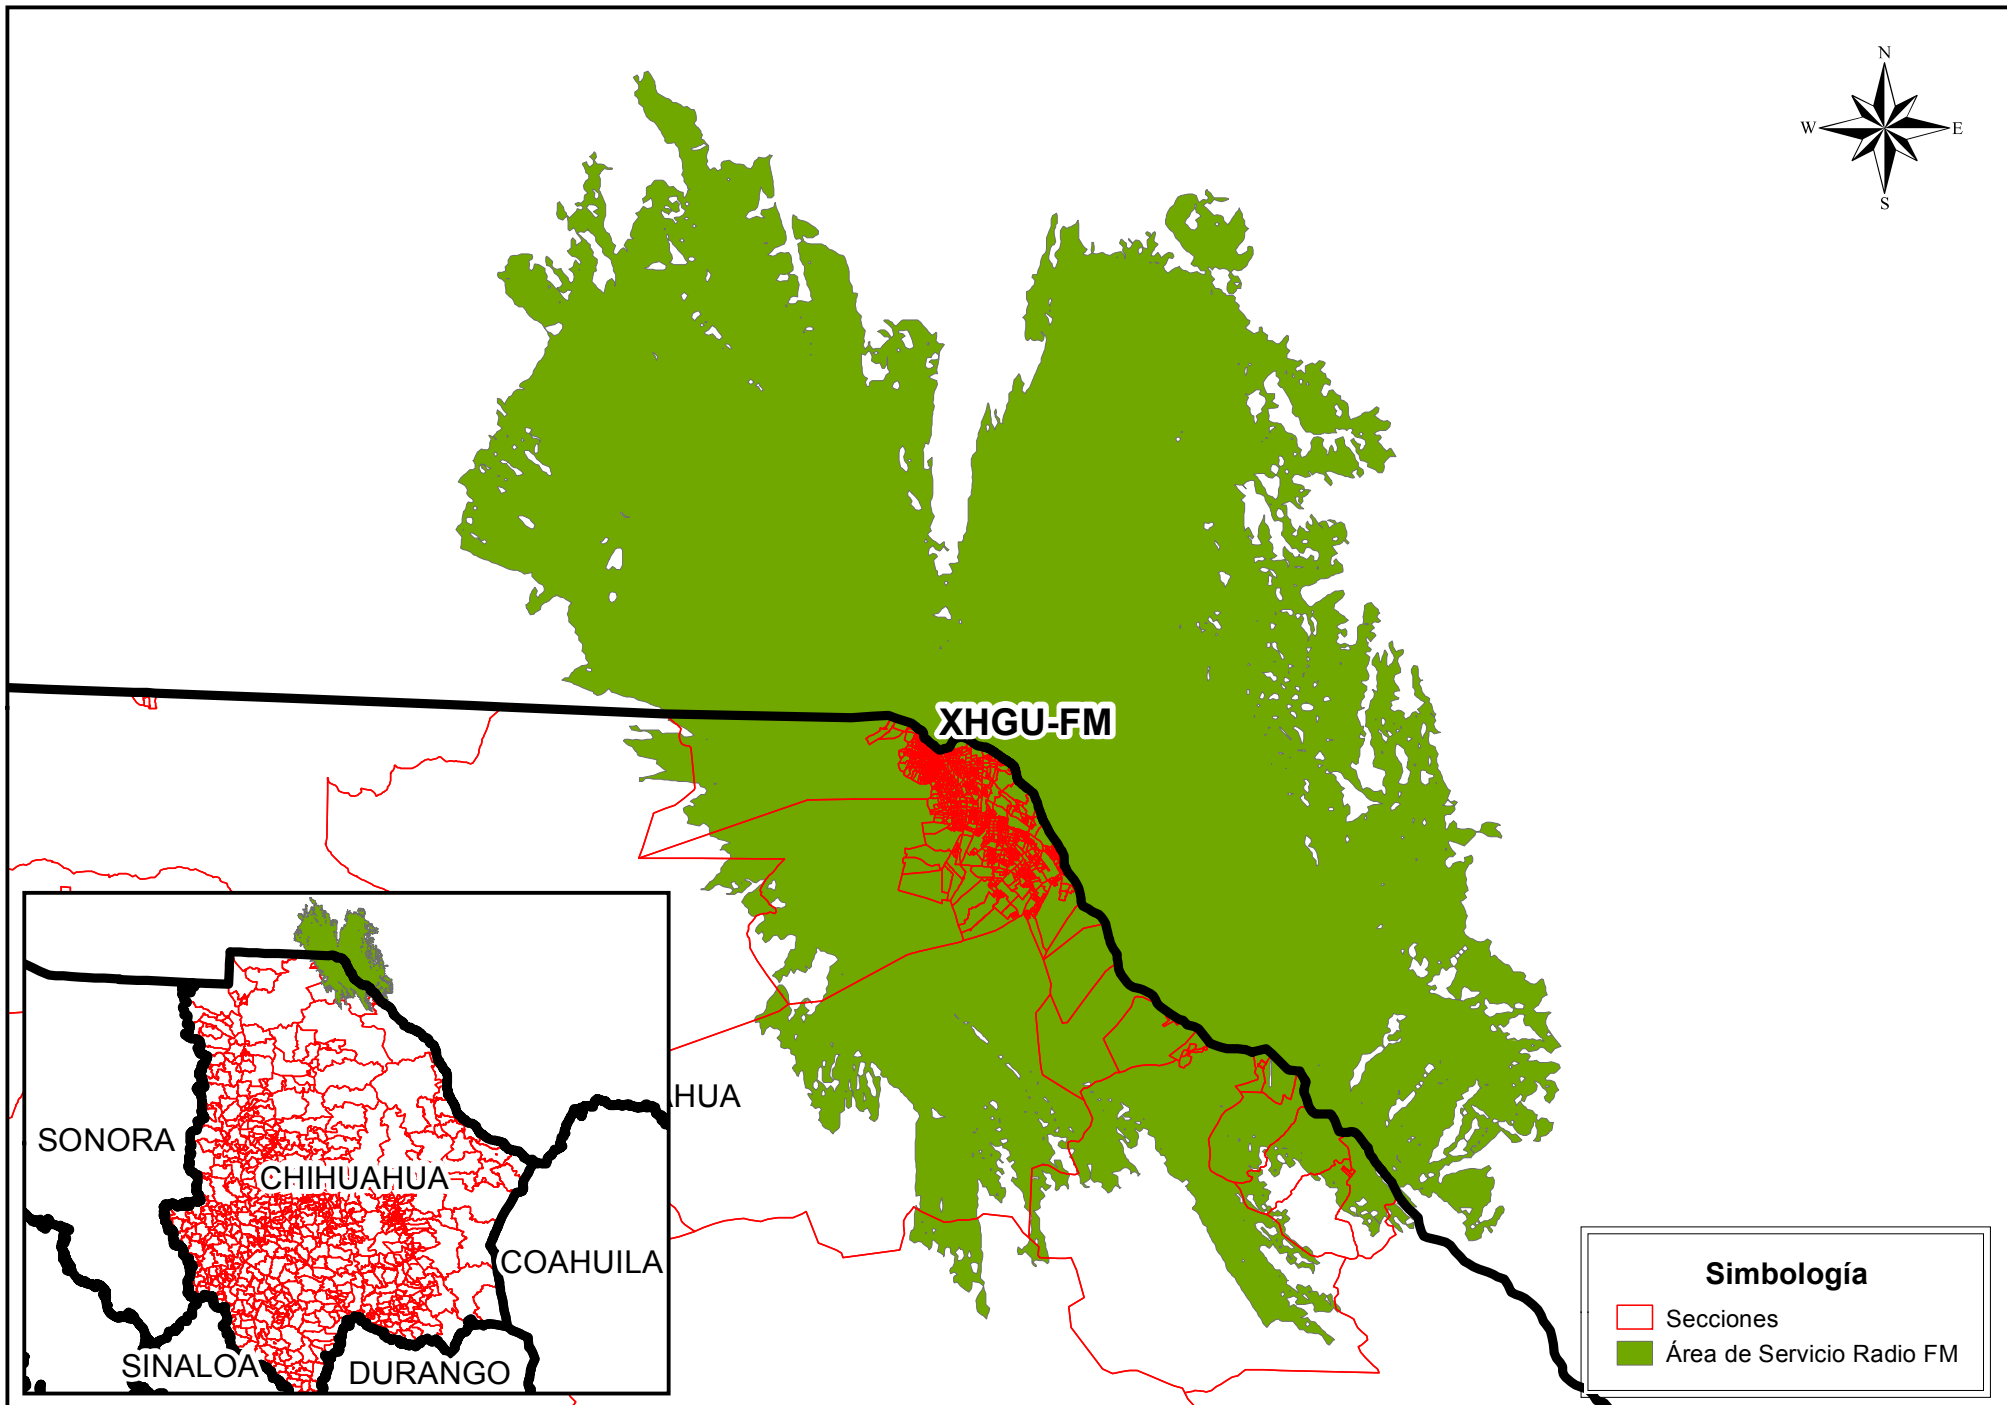 N
W E
S
XHGU-FM
HUA
SONORA
CHIHUAHUA
COAHUILA
SINALOA
DURANGO
Simbología
Secciones
Área de Servicio Radio FM